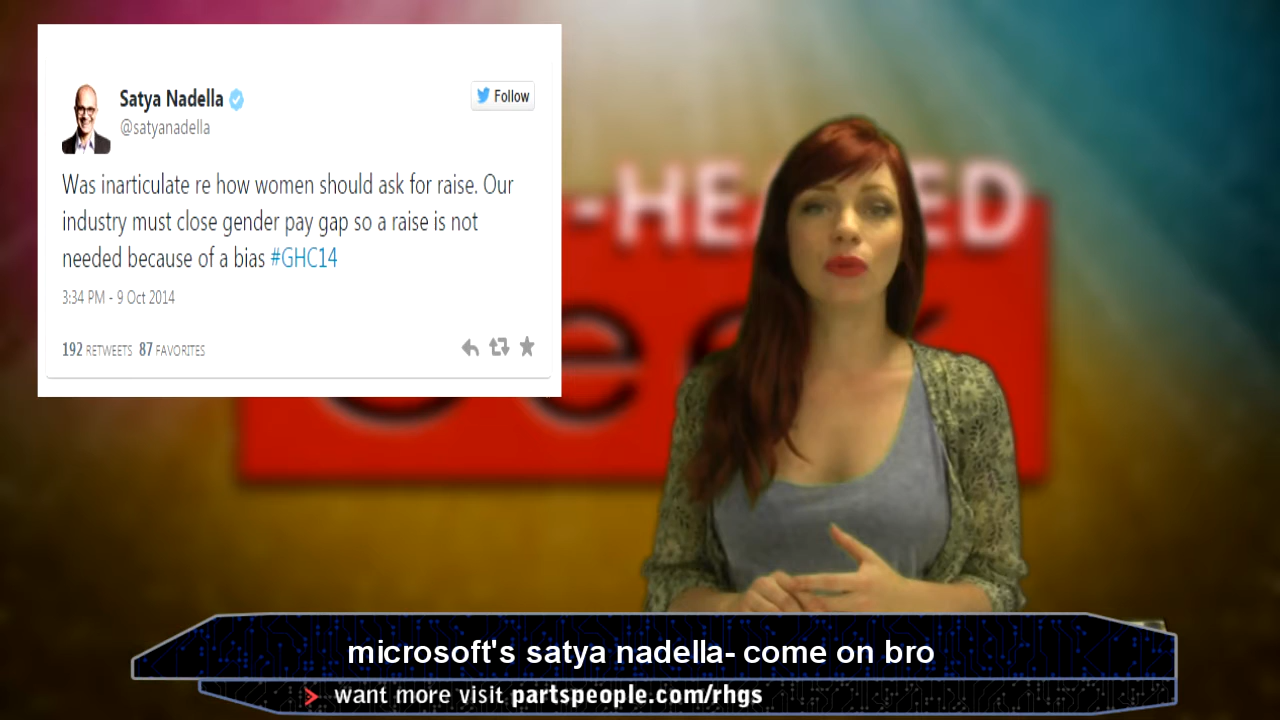 Satya Nadella
Follow
@satyanadella
Was inarticulate re how women should ask for raise. Our
industry must close gender pay gap so a raise is not
needed because of a bias #GHC14
3:34 PM - 9 Oct 2014
192 RETWEETS 87 FAVORITES
microsoft's satya nadella- come on bro
want more visit partspeople.com/rhgs